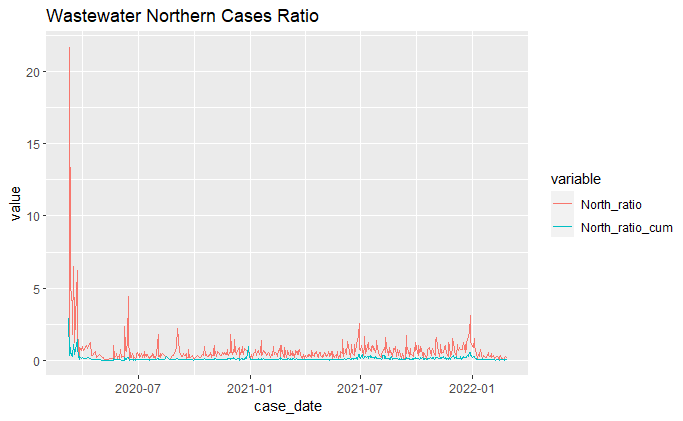 Wastewater Northern Cases Ratio
20
15
10
5
0
value
2020-07
2021-01
2021-07
2022-01
case_date
variable
North_ratio
North_ratio_cum